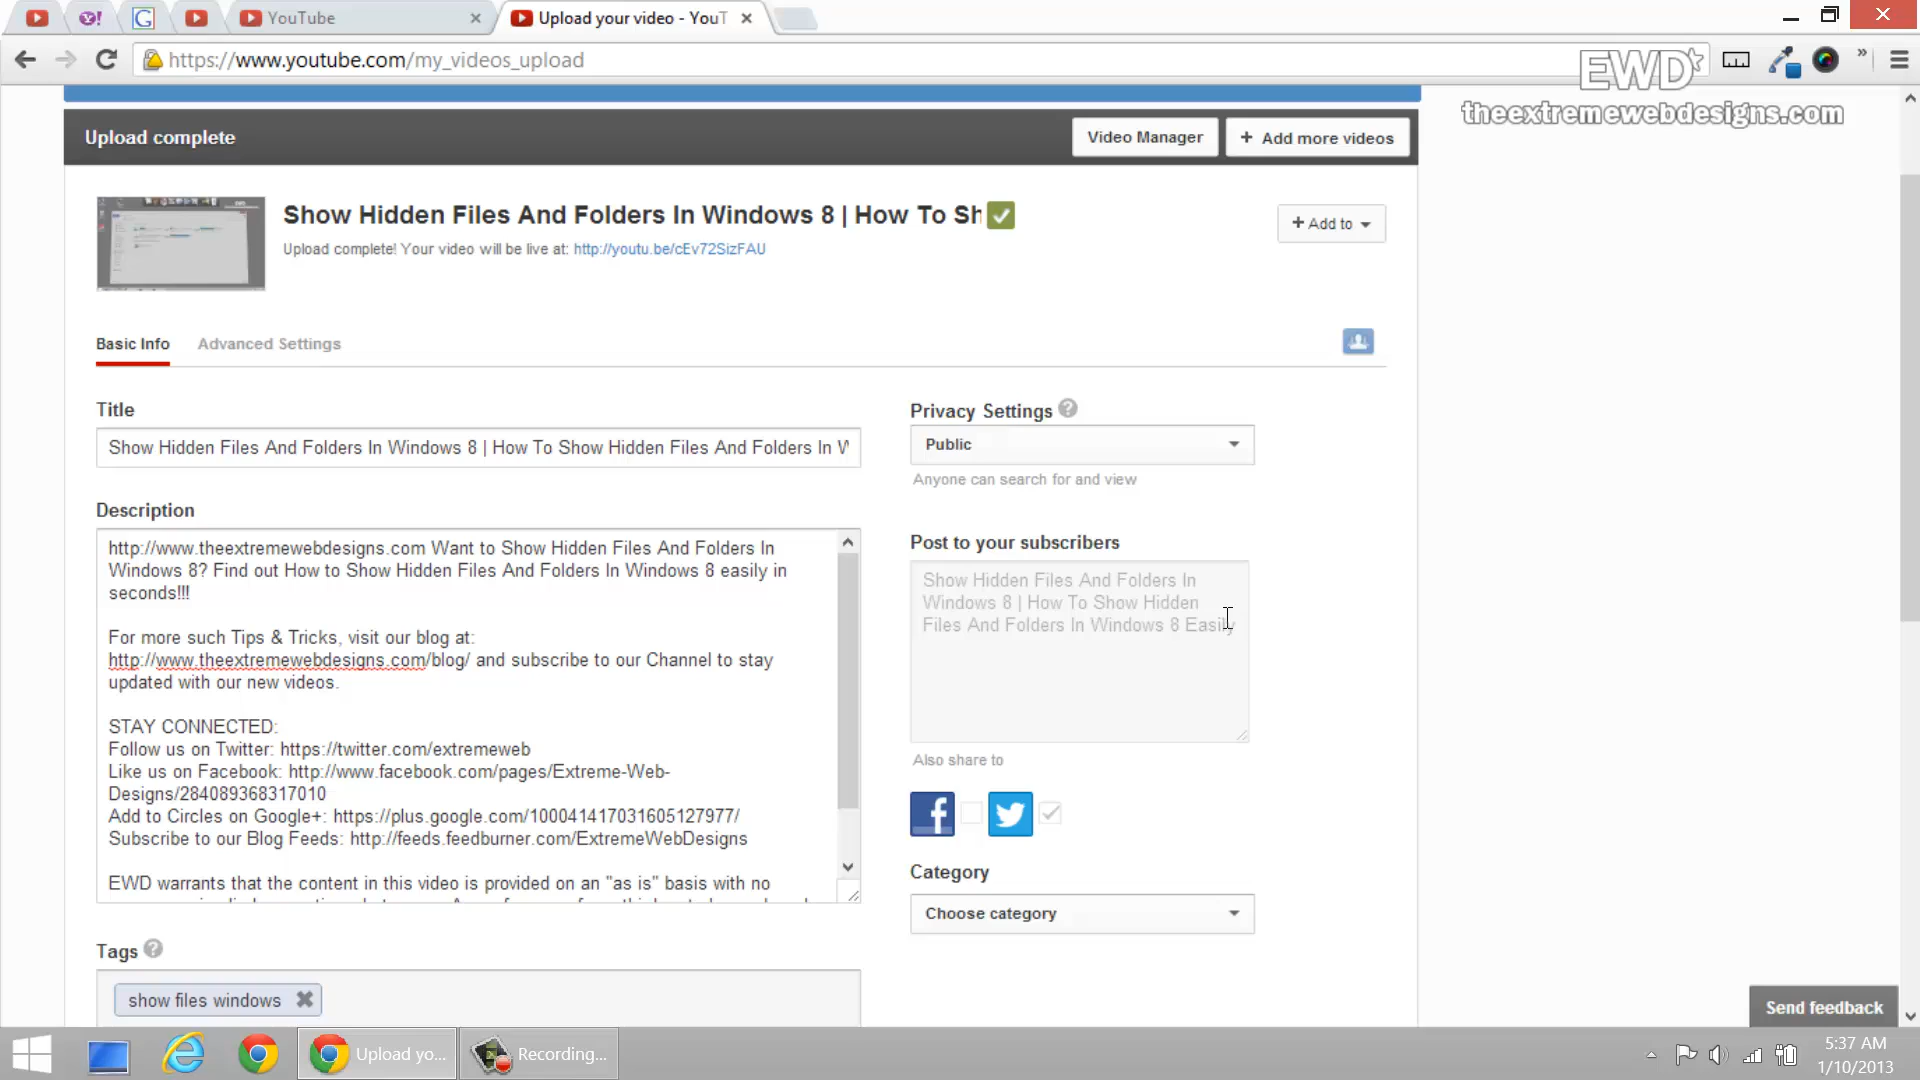 YouTube
Upload your video - YouT
https://www.youtube.com/my_videos_upload
EWD
theextremewebdesigns.com
Upload complete
Video Manager
+ Add more videos
Show Hidden Files And Folders In Windows 8 | How To Sh
+ Add to
Upload complete! Your video will be live at: http://youtu.be/cEv72SizFAU
Basic Info
Advanced Settings
Title
Show Hidden Files And Folders In Windows 8 | How To Show Hidden Files And Folders In W
Description
http://www.theextremewebdesigns.com Want to Show Hidden Files And Folders In
Windows 8? Find out How to Show Hidden Files And Folders In Windows 8 easily in
seconds!!!
For more such Tips & Tricks, visit our blog at:
http://www.theextremewebdesigns.com/blog/ and subscribe to our Channel to stay
updated with our new videos.
STAY CONNECTED:
Follow us on Twitter: https://twitter.com/extremeweb
Like us on Facebook: http://www.facebook.com/pages/Extreme-Web-
Designs/284089368317010
Add to Circles on Google+: https://plus.google.com/100041417031605127977/
Subscribe to our Blog Feeds: http://feeds.feedburner.com/ExtremeWebDesigns
EWD warrants that the content in this video is provided on an "as is" basis with no
Tags
show files windows
Privacy Settings
Public
Anyone can search for and view
Post to your subscribers
Show Hidden Files And Folders In
Windows 8 | How To Show Hidden
Files And Folders In Windows 8 Easily
Also share to
Category
Choose category
Send feedback
Upload yo...
Recording...
5:37 AM
1/10/2013